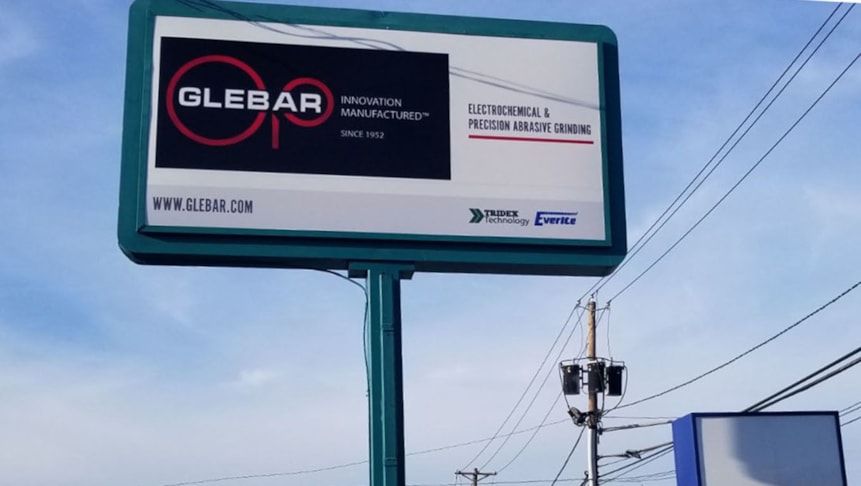 GLEBAR
INNOVATION
MANUFACTURED™
SINCE 1952
ELECTROCHEMICAL &
PRECISION ABRASIVE GRINDING
WWW.GLEBAR.COM
TRIDEX
Technology
Everite